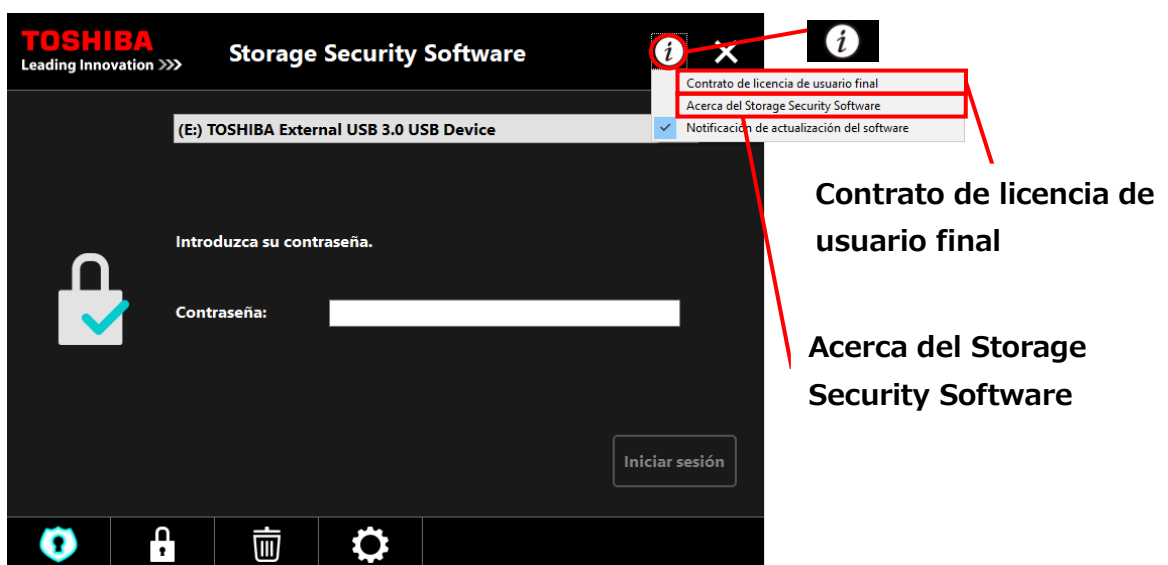 TOSHIBA
Leading Innovation >>>
Storage Security Software
i
i
Contrato de licencia de usuario final
Acerca del Storage Security Software
Notificación de actualización del software
(E:) TOSHIBA External USB 3.0 USB Device
Contrato de licencia de
usuario final
Introduzca su contraseña.
Contraseña:
Acerca del Storage
Security Software
Iniciar sesión